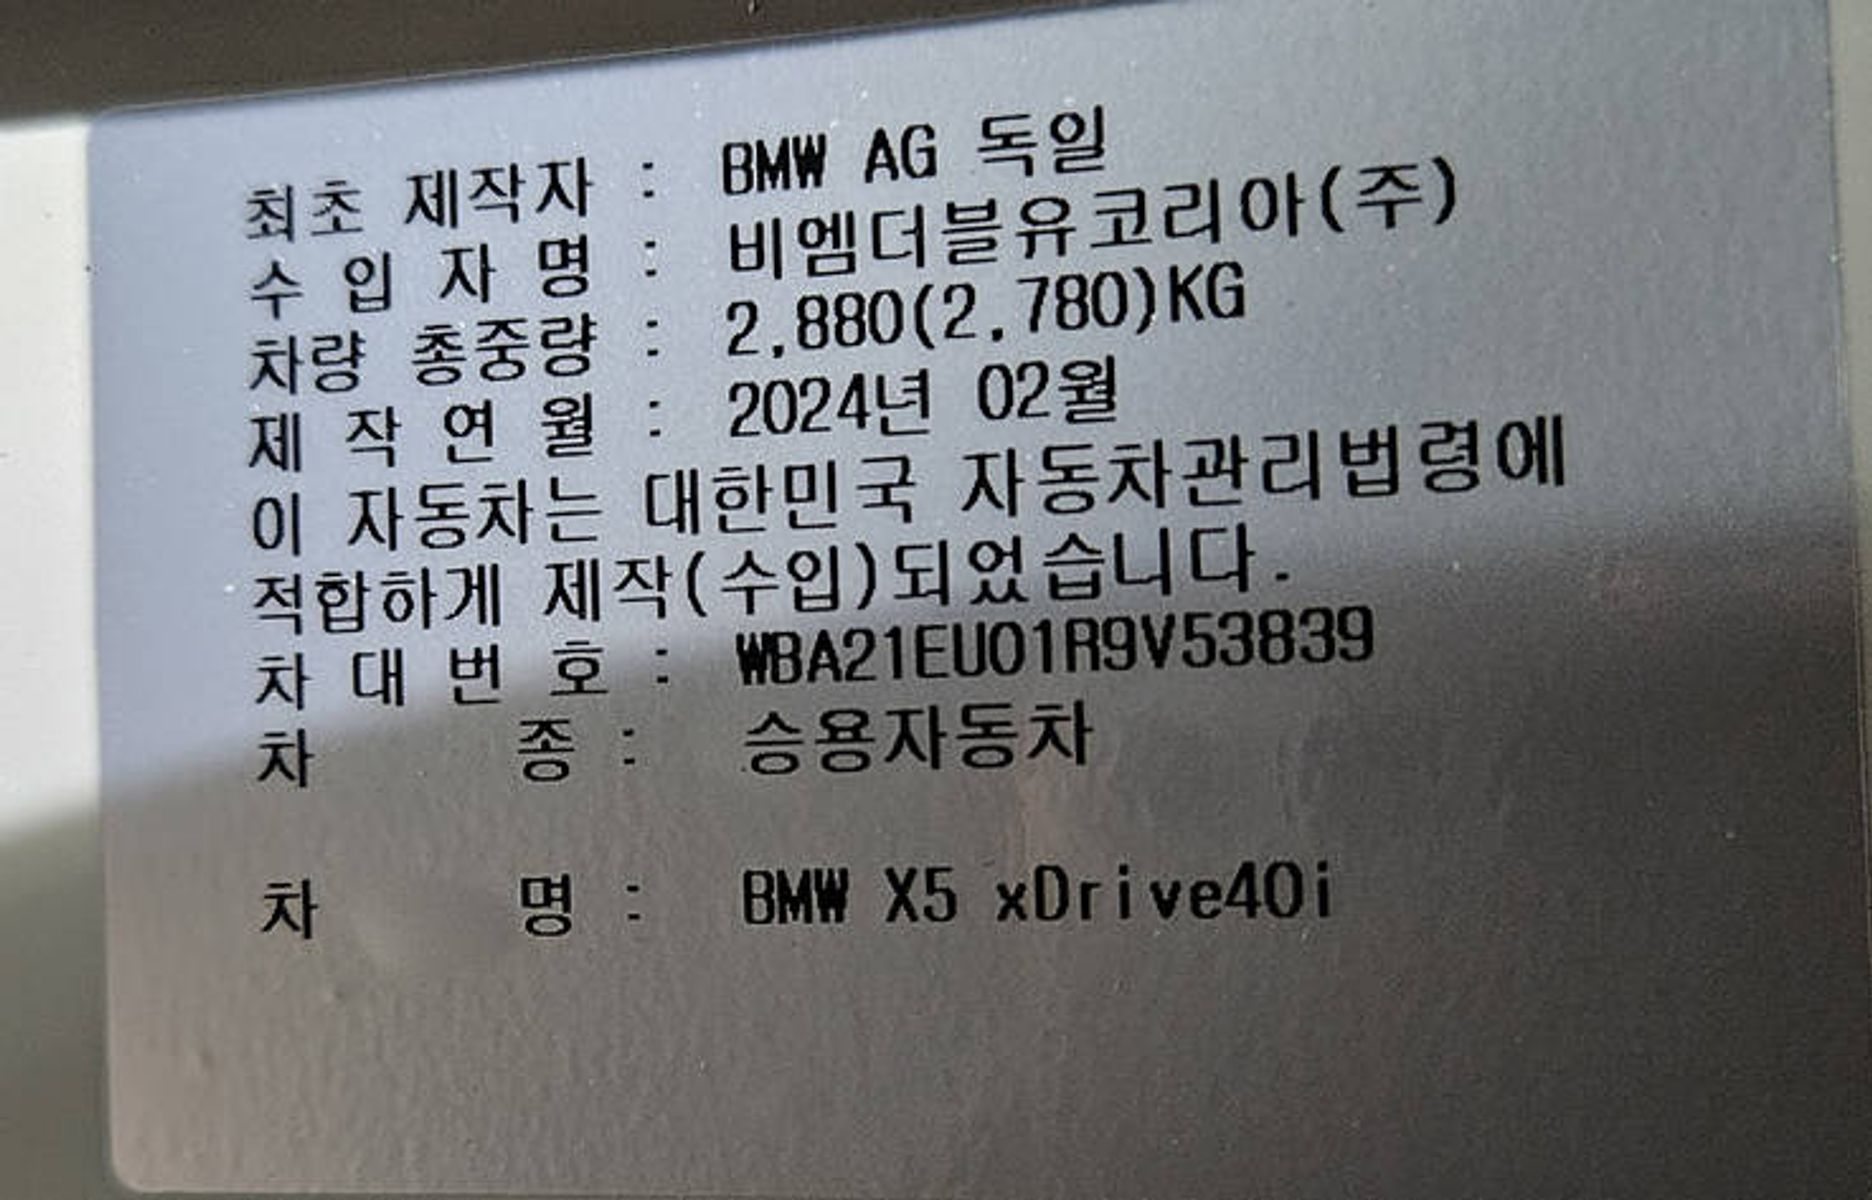 최초 제작자 : BMW AG 독일
수 입 자 명 : 비엠더블유코리아(주)
차량 총중량 : 2,880(2,780)KG
제 작 연 월 : 2024년 02월
이 자동차는 대한민국 자동차관리법령에
적합하게 제작(수입)되었습니다.
차 대 번 호 : WBA21EU01R9V53839
차 종 : 승용자동차
차 명 : BMW X5 xDrive40i